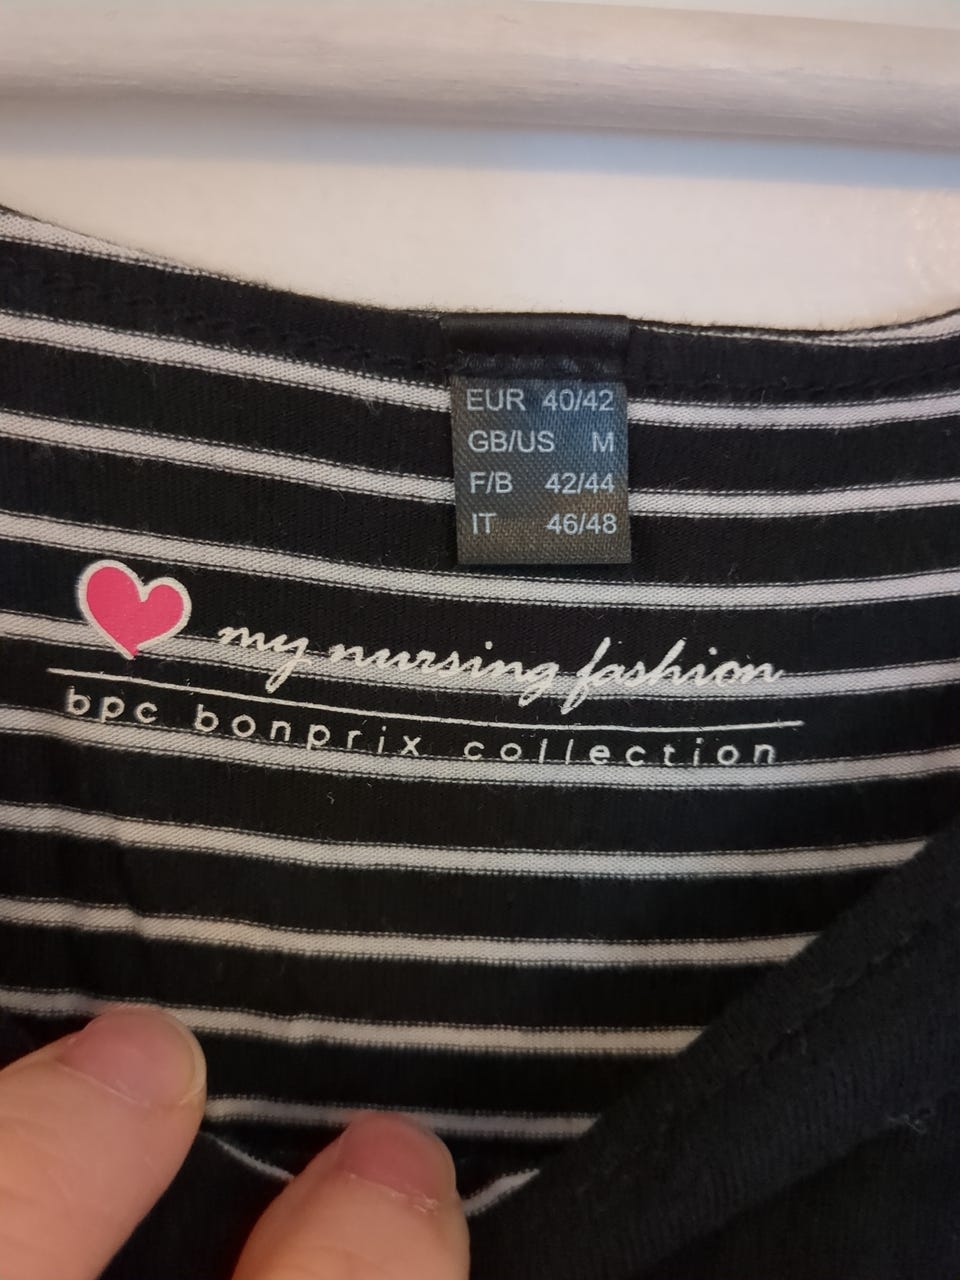 EUR 40/42
GB/US M
F/B 42/44
IT 46/48
my nursing fashion
bpc bonprix collection